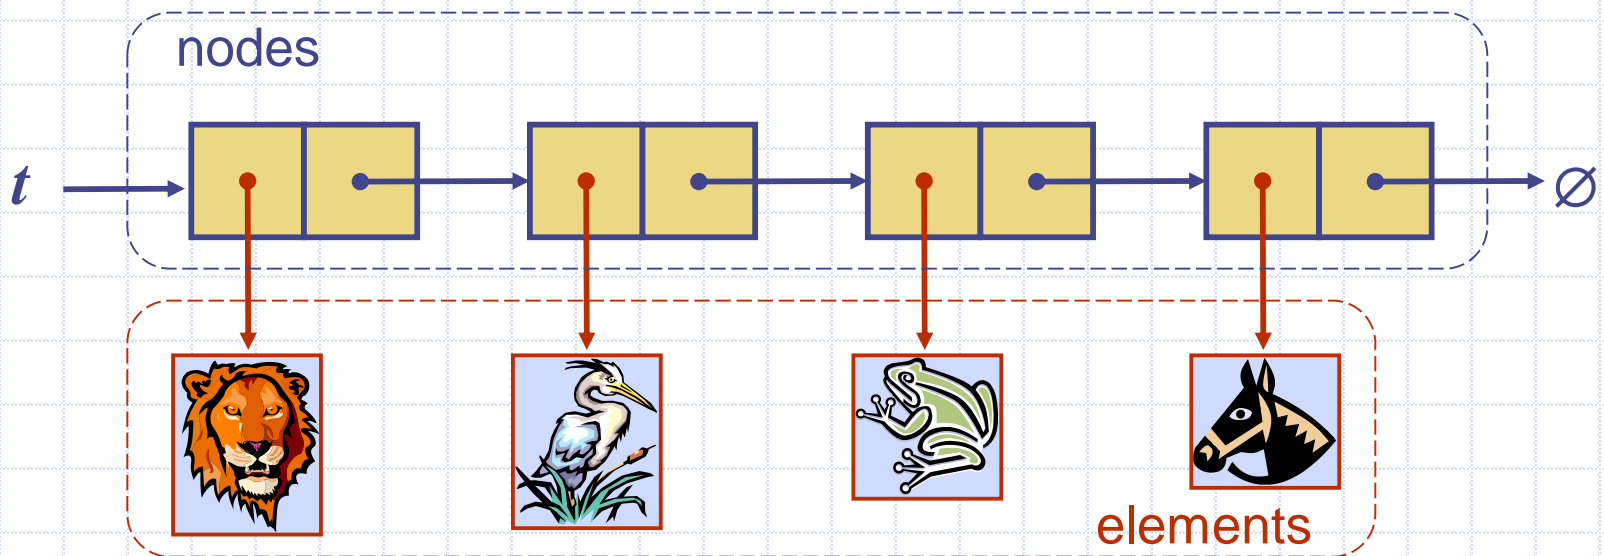 nodes
t
∅
elements